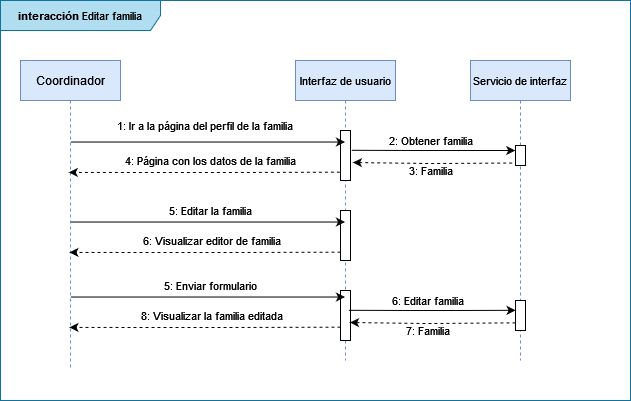 interacción Editar familia
Coordinador
Interfaz de usuario
Servicio de interfaz
1: Ir a la página del perfil de la familia
2: Obtener familia
4: Página con los datos de la familia
3: Familia
5: Editar la familia
6: Visualizar editor de familia
5: Enviar formulario
6: Editar familia
8: Visualizar la familia editada
7: Familia